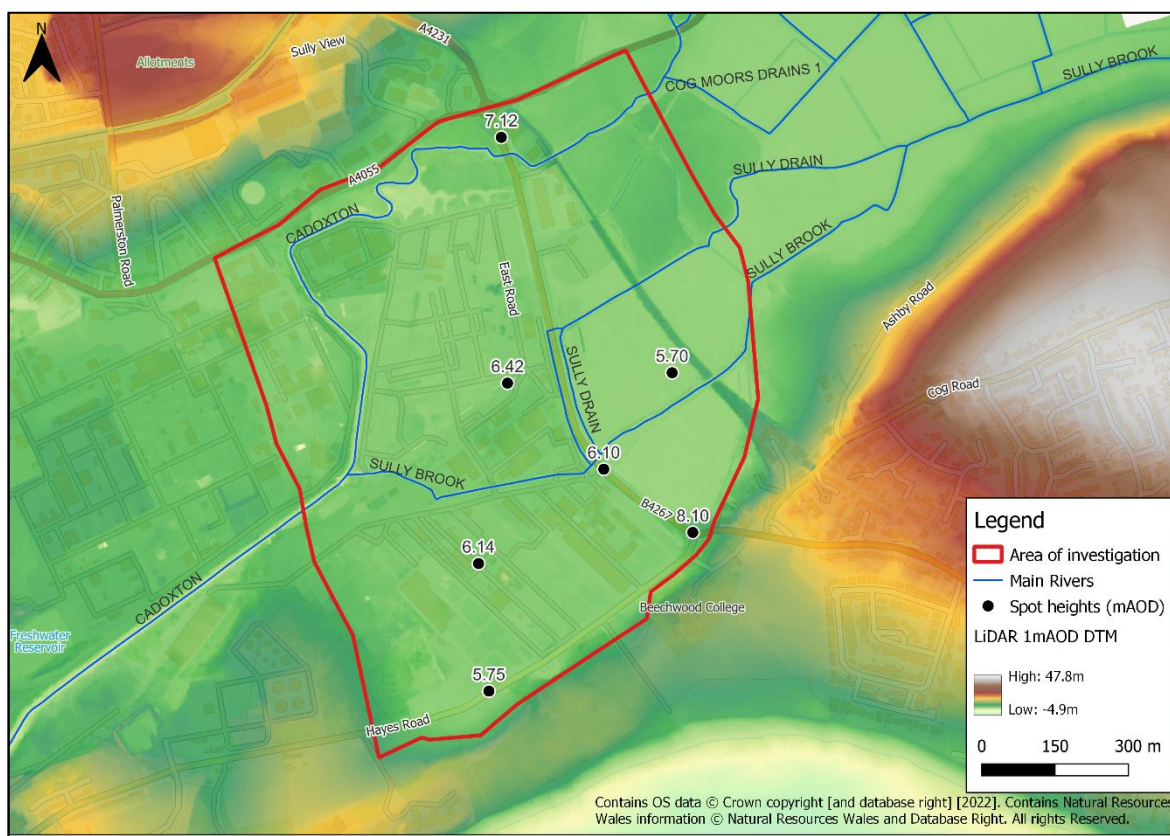 N
Allotments
Sully View
A4231
COG MOORS DRAINS 1
SULLY BROOK
7.12
A4055
Palmerston Road
CADOXTON
SULLY DRAIN
SULLY BROOK
East Road
Ashby Road
Cog Road
6.42
SULLY DRAIN
5.70
6.10
SULLY BROOK
B4267
8.10
6.14
CADOXTON
Freshwater
Reservoir
Beechwood College
5.75
Hayes Road
Legend
Area of investigation
Main Rivers
Spot heights (mAOD)
LiDAR 1mAOD DTM
High: 47.8m
Low: -4.9m
0 150 300 m
Contains OS data © Crown copyright [and database right] [2022]. Contains Natural Resources
Wales information © Natural Resources Wales and Database Right. All rights Reserved.